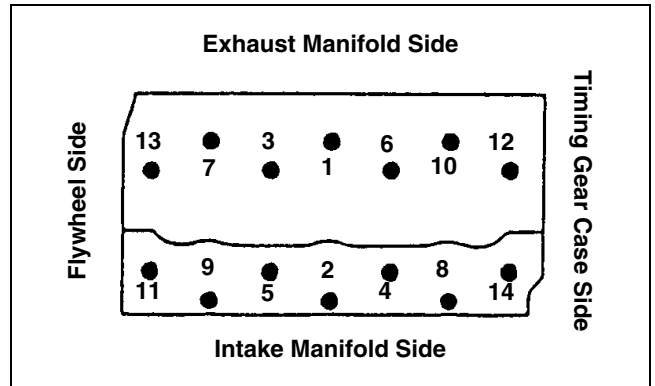 Exhaust Manifold Side
Flywheel Side
Timing Gear Case Side
13 3 6 12
7 1 10
9 2 8
11 5 4 14
Intake Manifold Side